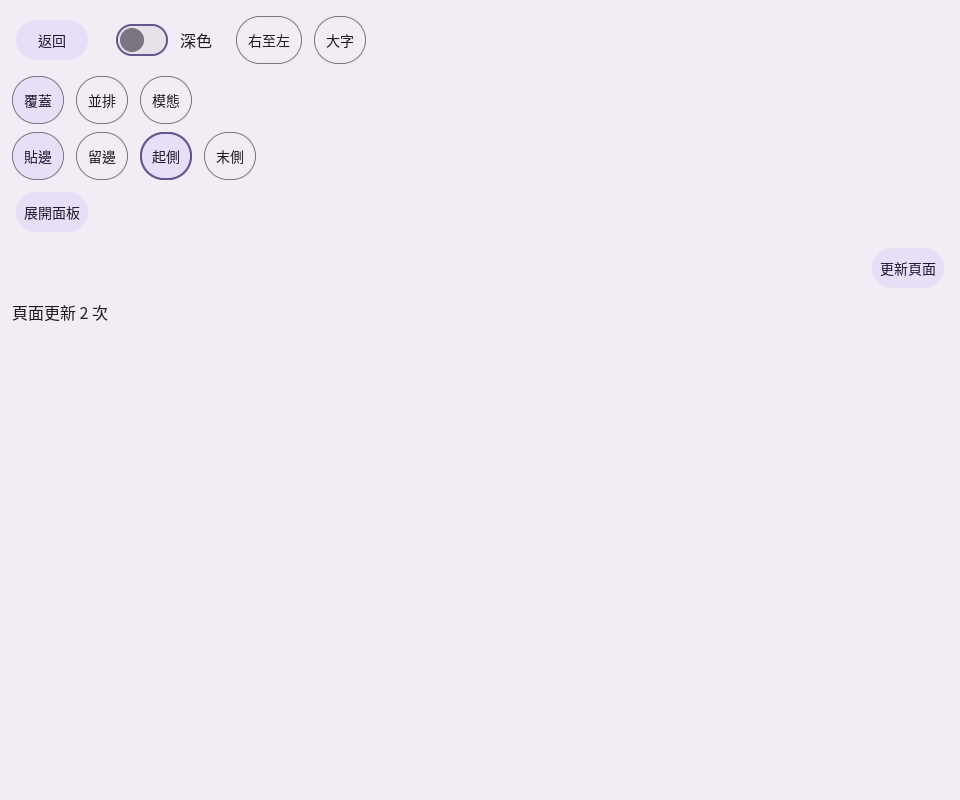 返回 深色 右至左 大字
覆蓋 並排 模態
貼邊 留邊 起側 末側
展開面板
更新頁面
頁面更新 2 次